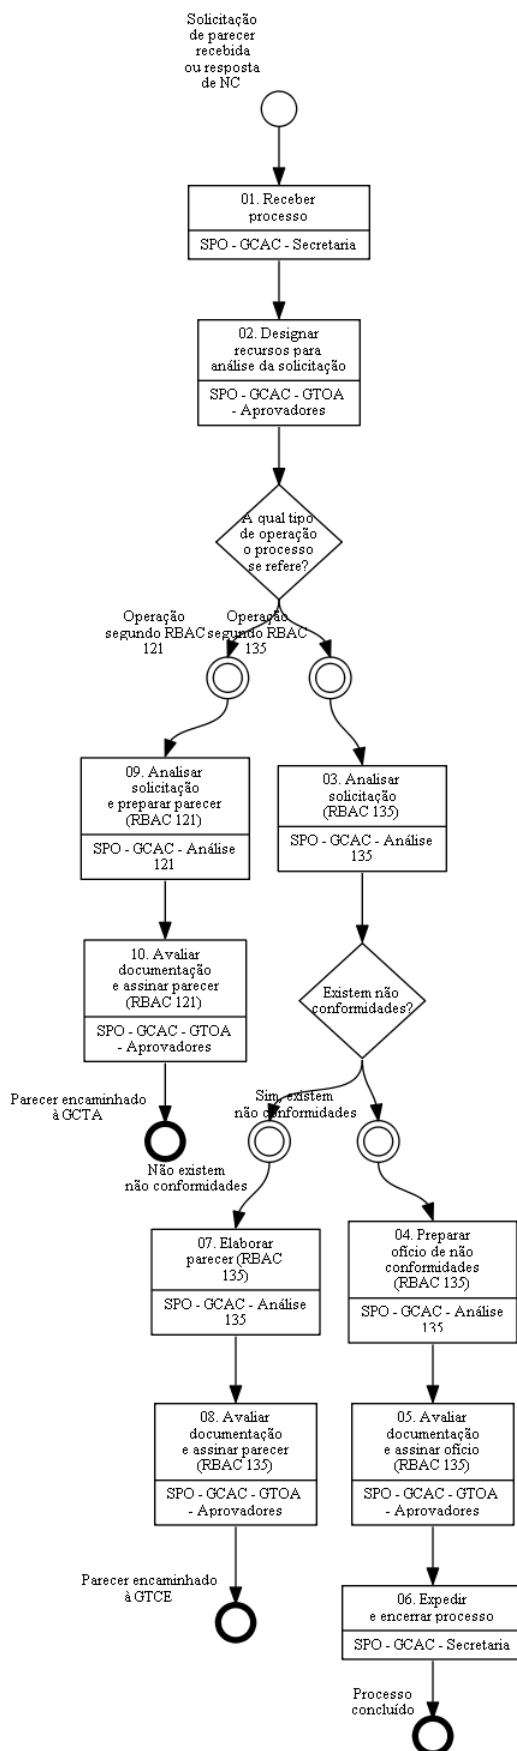 Solicitação
de parecer
recebida
ou resposta
de NC
01. Receber
processo
SPO - GCAC - Secretaria
02. Designar
recursos para
análise da solicitação
SPO - GCAC - GTOA
- Aprovadores
A qual tipo
de operação
o processo
se refere?
Operação
segundo RBAC
121
Operação
segundo RBAC
135
09. Analisar
solicitação
e preparar parecer
(RBAC 121)
SPO - GCAC - Análise
121
03. Analisar
solicitação
(RBAC 135)
SPO - GCAC - Análise
135
10. Avaliar
documentação
e assinar parecer
(RBAC 121)
SPO - GCAC - GTOA
- Aprovadores
Existem não
conformidades?
Parecer encaminhado
à GCTA
Sim, existem
não conformidades
Não existem
não conformidades
07. Elaborar
parecer (RBAC
135)
SPO - GCAC - Análise
135
04. Preparar
ofício de não
conformidades
(RBAC 135)
SPO - GCAC - Análise
135
08. Avaliar
documentação
e assinar parecer
(RBAC 135)
SPO - GCAC - GTOA
- Aprovadores
05. Avaliar
documentação
e assinar ofício
(RBAC 135)
SPO - GCAC - GTOA
- Aprovadores
Parecer encaminhado
à GTCE
06. Expedir
e encerrar processo
SPO - GCAC - Secretaria
Processo
concluído